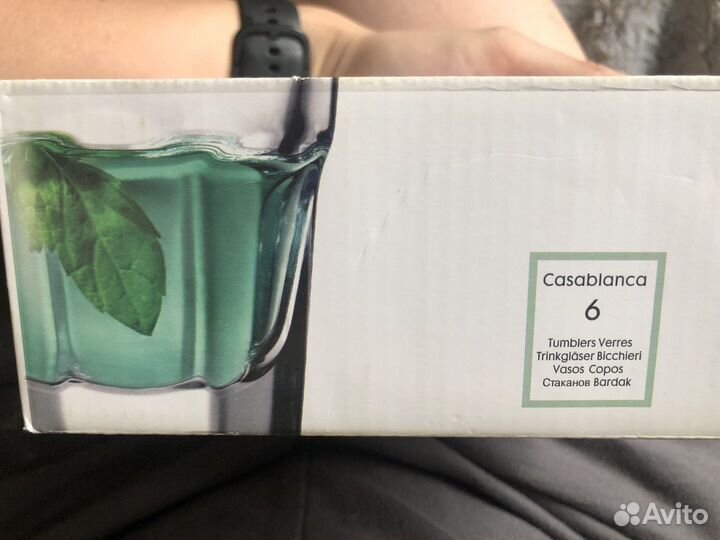 Casablanca
6
Tumblers Verres
Trinkgläser Bicchieri
Vasos Copos
Стаканов Bardak
Avito